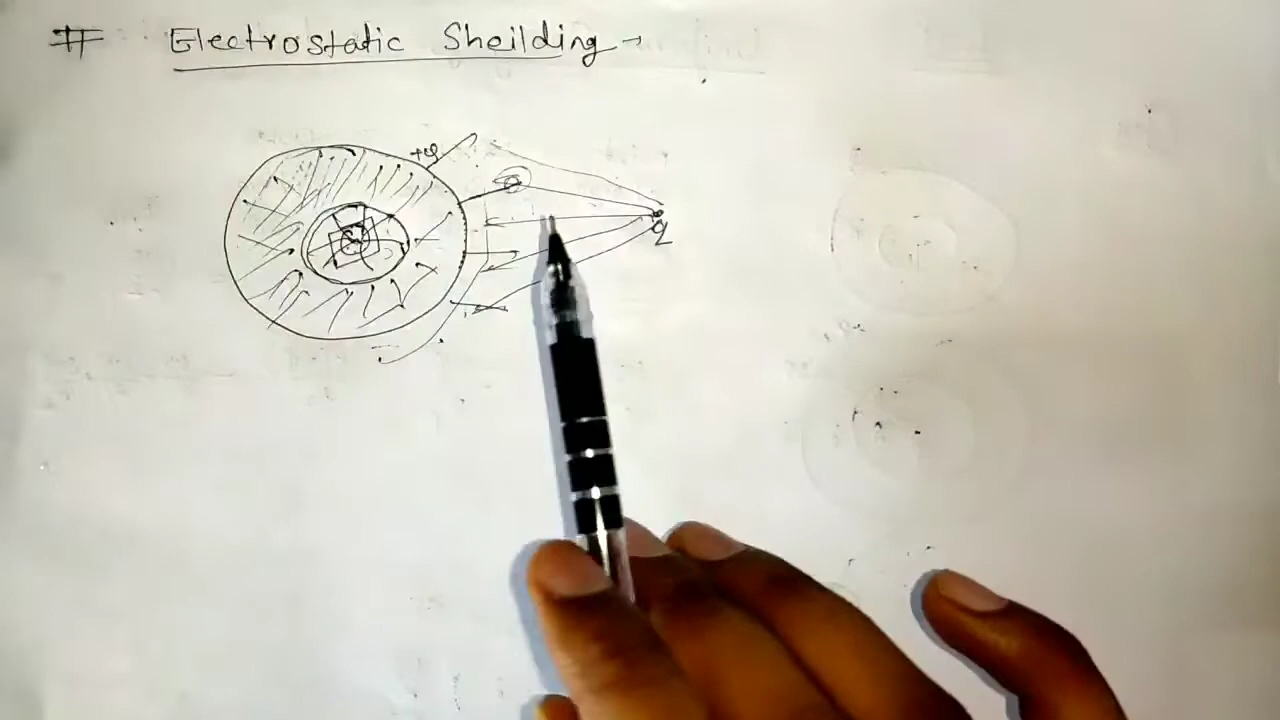 # Electrostatic Sheilding →
+q
q